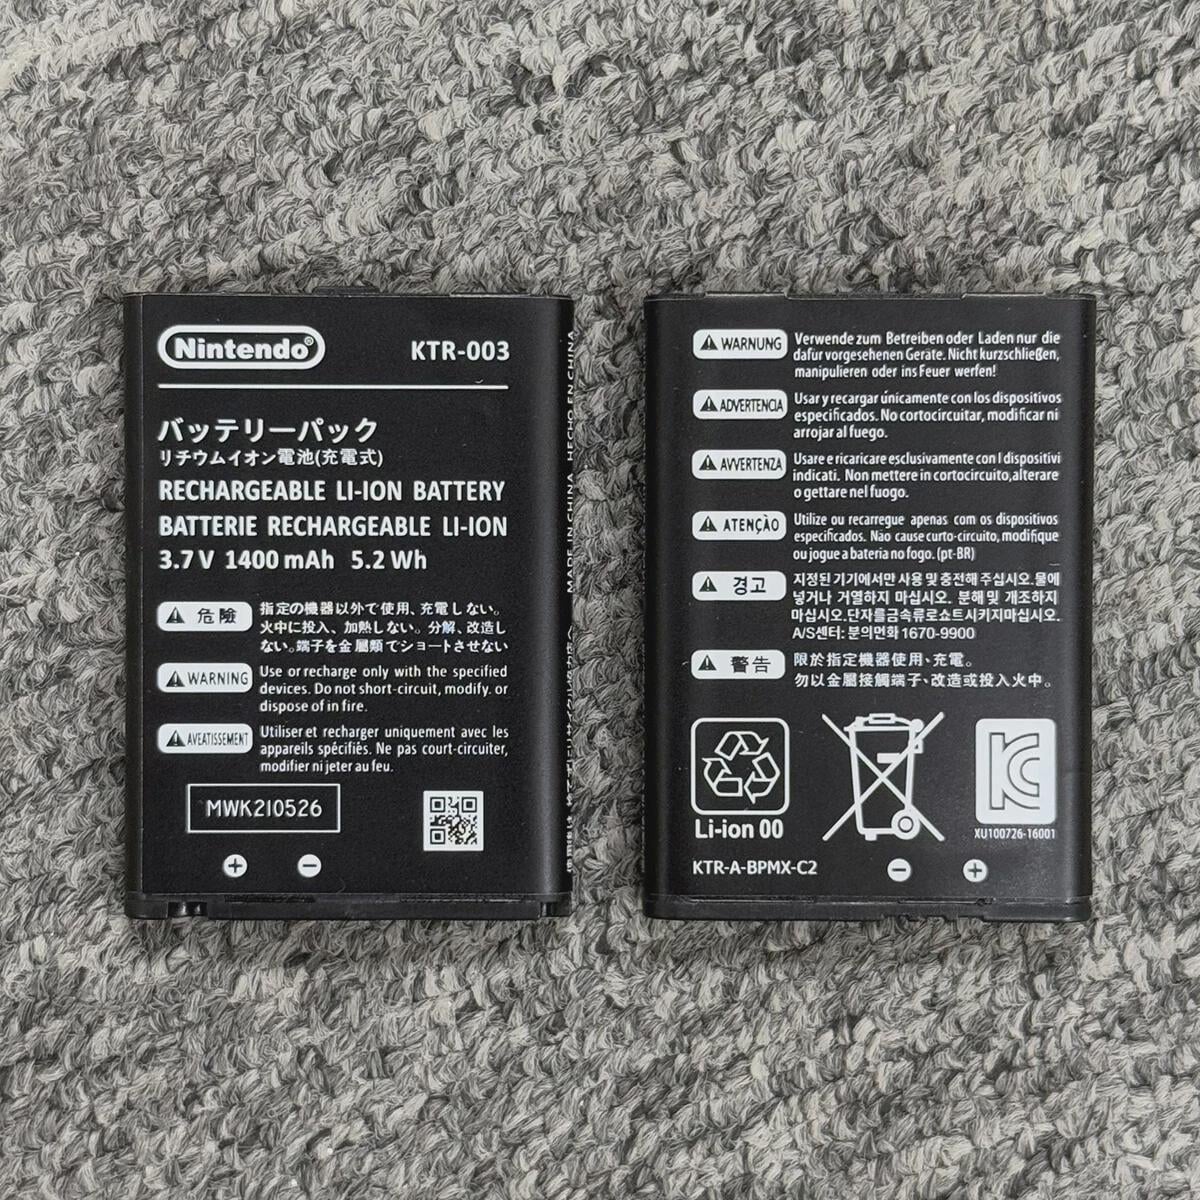 Nintendo®
KTR-003
バッテリーパック
リチウムイオン電池(充電式)
RECHARGEABLE LI-ION BATTERY
BATTERIE RECHARGEABLE LI-ION
3.7 V 1400 mAh 5.2 Wh
危險
指定の機器以外で使用、充電しない。
火中に投入、加熱しない。分解、改造し
ない。端子を金属類でショートさせない
WARNING
Use or recharge only with the specified
devices. Do not short-circuit, modify. or
dispose of in fire.
AVEATISSEMENT
Utiliser et recharger uniquement avec les
appareils spécifiés. Ne pas court-circuiter,
modifier ni jeter au feu.
MWK210526
+ −
MADE IN CHINA HECHO EN CHINA
WARNUNG
Verwende zum Betreiben oder Laden nur die
dafür vorgesehenen Geräte. Nicht kurzschließen,
manipulieren oder ins Feuer werfen!
ADVERTENCIA
Usar y recargar únicamente con los dispositivos
especificados. No cortocircuitar, modificar ni
arrojar al fuego.
AVVERTENZA
Usare e ricaricare esclusivamente con I dispositivi
indicati. Non mettere in cortocircuito,alterare
o gettare nel fuogo.
ATENÇÃO
Utilize ou recarregue apenas com os dispositivos
especificados. Não cause curto-circuito, modifique
ou jogue a bateria no fogo. (pt-BR)
경고
지정된 기기에서만 사용 및 충전해 주십시오. 물에
넣거나 거열하지 마십시오. 분해 및 개조하지
마십시오. 단자를금속류로쇼트시키지마십시오.
A/S센터: 분의면화 1670-9900
警告
限於指定機器使用、充電。
勿以金屬接觸端子、改造或投入火中。
Li-ion 00
XU100726-16001
KTR-A-BPMX-C2
− +